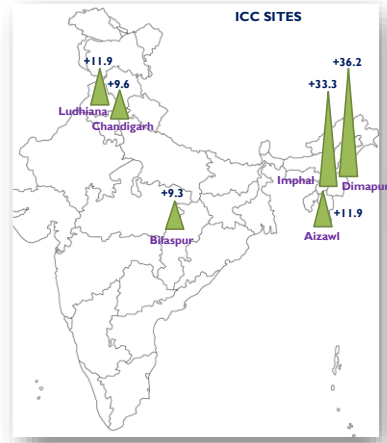 ICC SITES
+36.2
+11.9
+9.6
+33.3
Ludhiana
Chandigarh
Imphal
Dimapur
+9.3
+11.9
Bilaspur
Aizawl